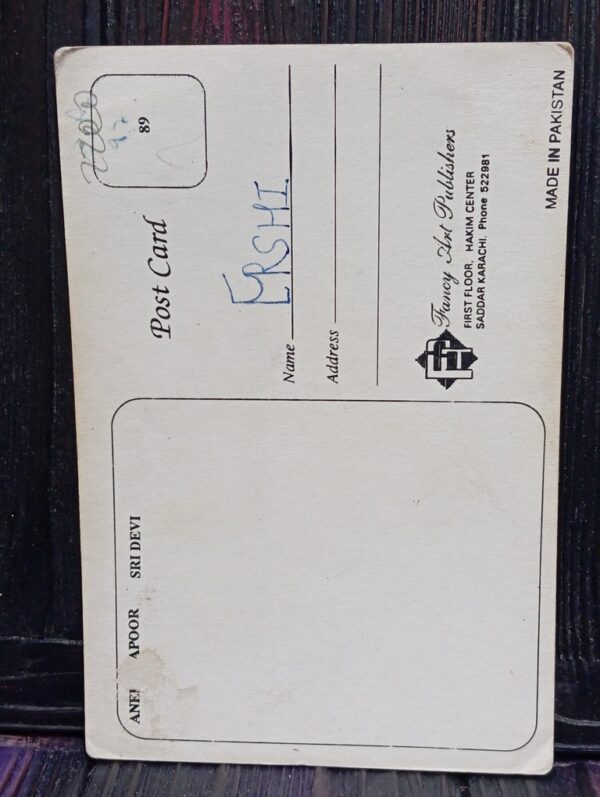 ANE APOOR SRI DEVI
Post Card
89
Name ERSHI.
Address
Fancy Art Publishers
FIRST FLOOR, HAKIM CENTER
SADDAR KARACHI. Phone 522981
MADE IN PAKISTAN